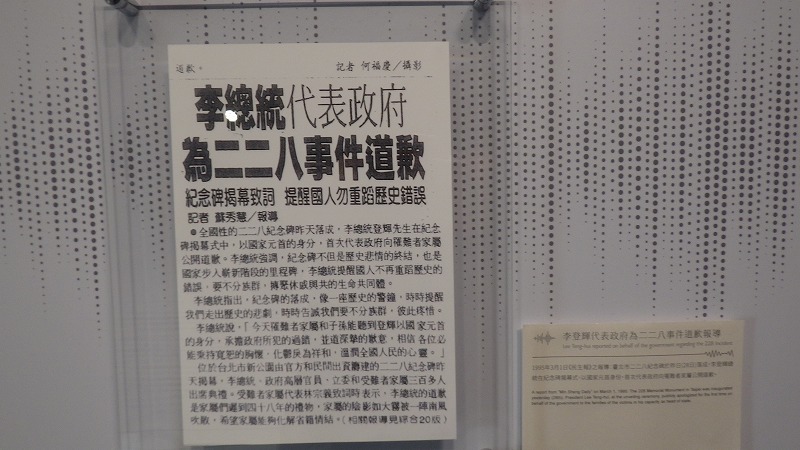 道歉。
記者 何福慶／攝影
李總統代表政府
為二二八事件道歉
紀念碑揭幕致詞 提醒國人勿重蹈歷史錯誤
記者 蘇秀慧／報導
●全國性的二二八紀念碑昨天落成，李總統登輝先生在紀念
碑揭幕式中，以國家元首的身分，首次代表政府向罹難者家屬
公開道歉。李總統強調，紀念碑不但是歷史悲情的終結，也是
國家步入嶄新階段的里程碑，李總統提醒國人不再重蹈歷史的
錯誤，要不分族群，摶聚休戚與共的生命共同體。
李總統指出，紀念碑的落成，像一座歷史的警鐘，時時提醒
我們走出歷史的悲劇，時時告誡我們要不分族群，彼此疼惜。
李總統說，「今天罹難者家屬和子孫能聽到登輝以國家元首
的身分，承擔政府所犯的過錯，並道深摯的歉意，相信各位必
能秉持寬恕的胸懷，化鬱戾為祥和，溫潤全國人民的心靈。」
位於台北市新公園由官方和民間出資籌建的二二八紀念碑昨
天揭幕，李總統、政府高層官員、立委和受難者家屬三百多人
出席典禮。受難者家屬代表林宗義致詞時表示，李總統的道歉
是家屬們遲到四十八年的禮物，家屬的陰影如大霧被一陣南風
吹散，希望家屬能夠化解省籍情結。（相關報導見綜合20版）
李登輝代表政府為二二八事件道歉報導